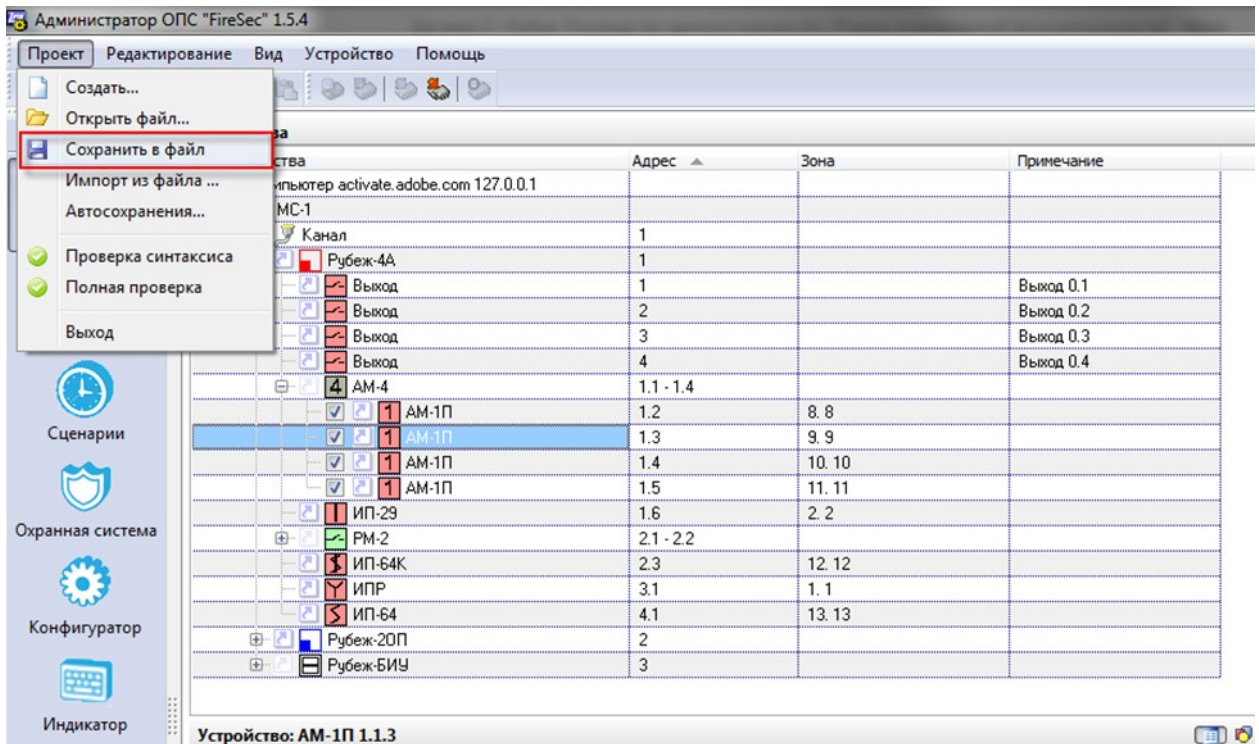 Администратор ОПС "FireSec" 1.5.4
Проект Редактирование Вид Устройство Помощь
Создать...
Открыть файл...
Сохранить в файл
Импорт из файла ...
Автосохранения...
Проверка синтаксиса
Полная проверка
Выход
Сценарии
Охранная система
Конфигуратор
Индикатор
ва
ства Адрес Зона Примечание
мпьютер activate.adobe.com 127.0.0.1
МС-1
Канал 1
Рубеж-4А 1
Выход 1 Выход 0.1
Выход 2 Выход 0.2
Выход 3 Выход 0.3
Выход 4 Выход 0.4
4 АМ-4 1.1 - 1.4
1 АМ-1П 1.2 8. 8
1 АМ-1П 1.3 9. 9
1 АМ-1П 1.4 10. 10
1 АМ-1П 1.5 11. 11
ИП-29 1.6 2. 2
РМ-2 2.1 - 2.2
ИП-64К 2.3 12. 12
ИПР 3.1 1. 1
ИП-64 4.1 13. 13
Рубеж-2ОП 2
Рубеж-БИУ 3
Устройство: АМ-1П 1.1.3